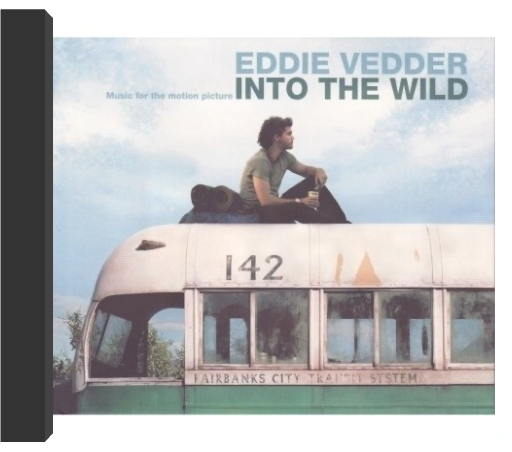 EDDIE VEDDER
Music for the motion picture INTO THE WILD
142
FAIRBANKS CITY TRANSIT SYSTEM